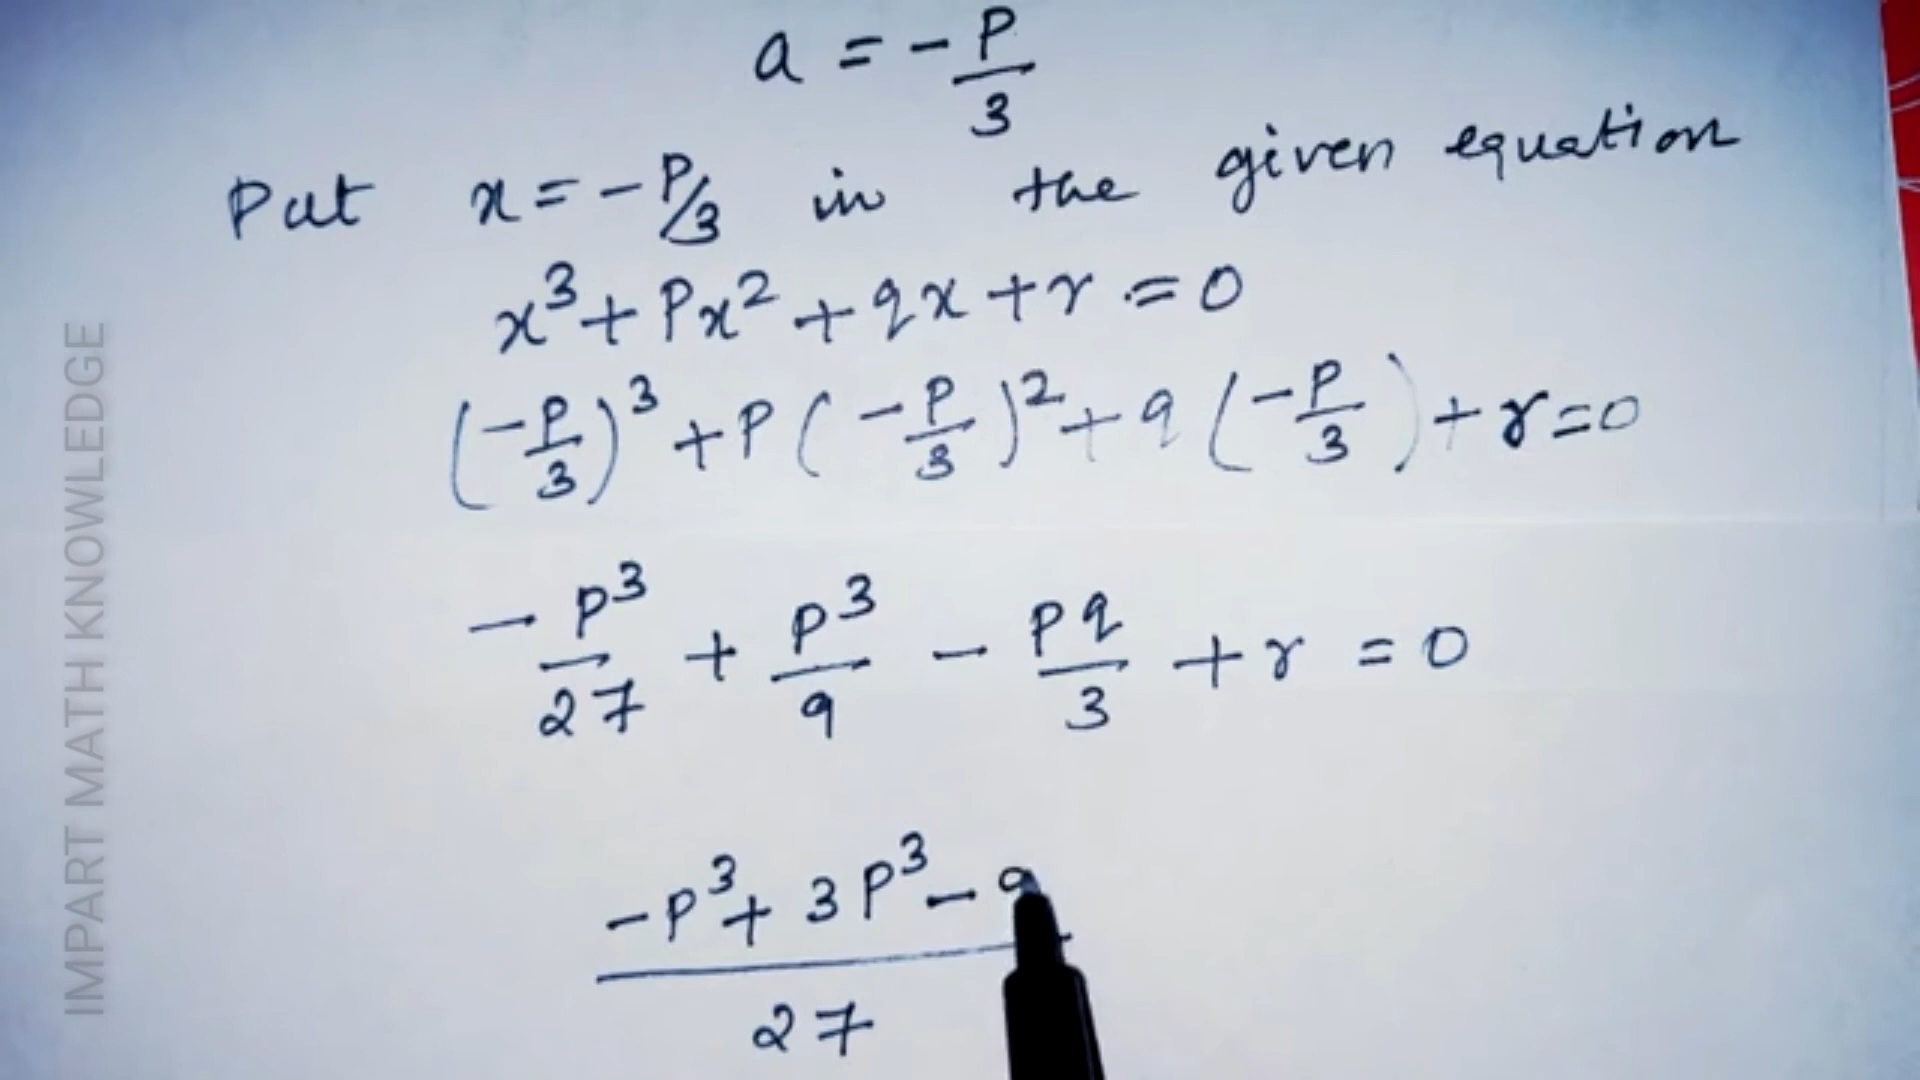 a = -P/3
Put x = -P/3 in the given equation
x³ + Px² + qx + r = 0
(-P/3)³ + P(-P/3)² + q(-P/3) + r = 0
-P³/27 + P³/9 - Pq/3 + r = 0
-P³ + 3P³ - 9
27
IMPART MATH KNOWLEDGE